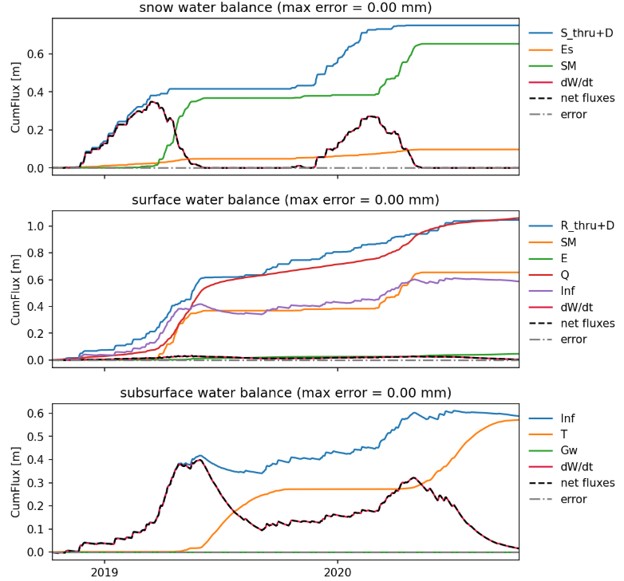 snow water balance (max error = 0.00 mm)
CumFlux [m]
0.6
0.4
0.2
0.0
S_thru+D
Es
SM
dW/dt
net fluxes
error
surface water balance (max error = 0.00 mm)
CumFlux [m]
1.0
0.8
0.6
0.4
0.2
0.0
R_thru+D
SM
E
Q
Inf
dW/dt
net fluxes
error
subsurface water balance (max error = 0.00 mm)
CumFlux [m]
0.6
0.5
0.4
0.3
0.2
0.1
0.0
Inf
T
Gw
dW/dt
net fluxes
error
2019
2020